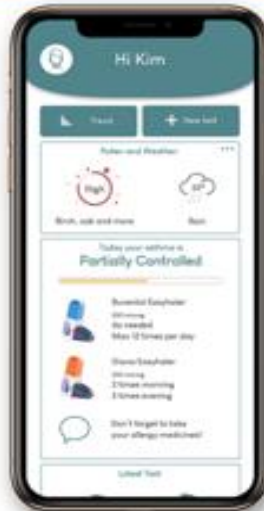 Hi Kim
Travel
New test
Pollen and Weather
High
Birch, oak and more
Rain
Today your asthma is
Partially Controlled
Easyhaler
As needed
Max 12 times per day
Easyhaler
2 times morning
2 times evening
Don't forget to take
your allergy medicines!
Latest Test